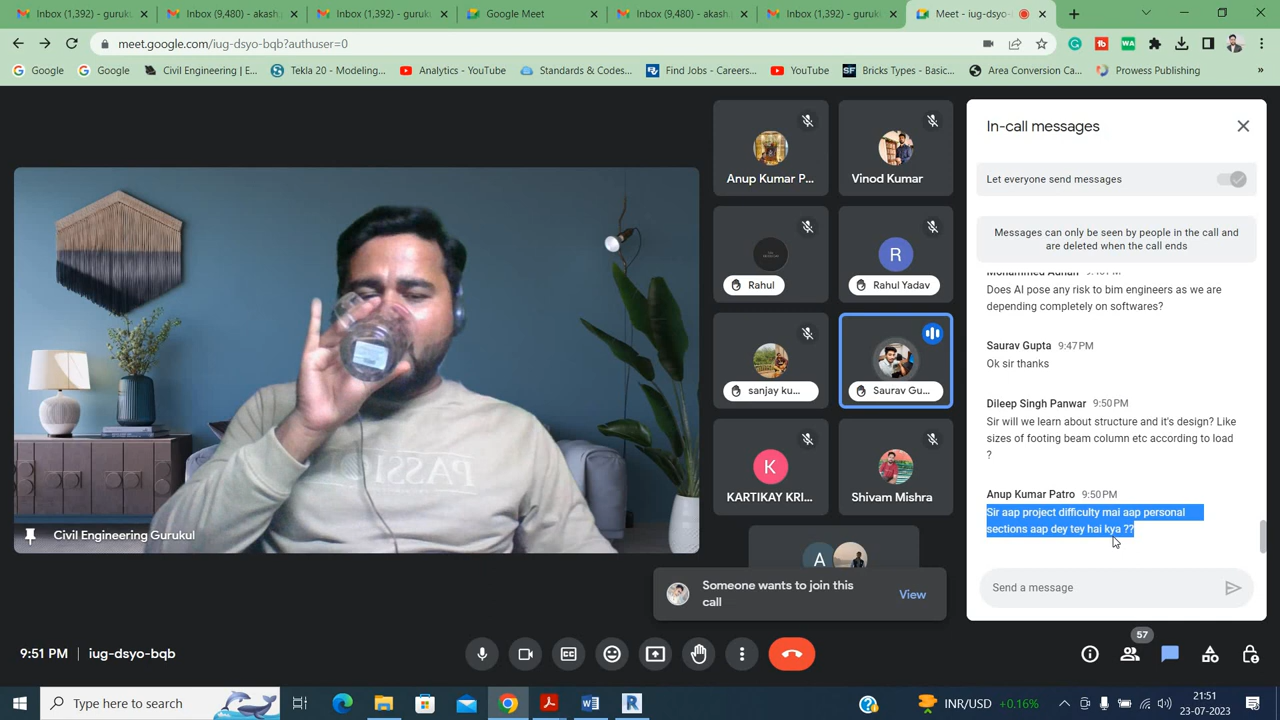 Inbox (1,392) - guruku
Inbox (9,480) - akash.
Inbox (1,392) - guruku
Google Meet
Inbox (9,480) - akash.
Inbox (1,392) - guruku
Meet - iug-dsyo-
meet.google.com/iug-dsyo-bqb?authuser=0
Google
Google
Civil Engineering | E...
Tekla 20 - Modeling...
Analytics - YouTube
Standards & Codes...
Find Jobs - Careers...
YouTube
Bricks Types - Basic...
Area Conversion Ca...
Prowess Publishing
Anup Kumar P...
Vinod Kumar
Rahul
R
Rahul Yadav
sanjay ku...
Saurav Gu...
K
KARTIKAY KRI...
Shivam Mishra
A
Civil Engineering Gurukul
PASSI
Someone wants to join this
call
View
In-call messages
Let everyone send messages
Messages can only be seen by people in the call and
are deleted when the call ends
Does AI pose any risk to bim engineers as we are
depending completely on softwares?
Saurav Gupta 9:47 PM
Ok sir thanks
Dileep Singh Panwar 9:50 PM
Sir will we learn about structure and it's design? Like
sizes of footing beam column etc according to load
?
Anup Kumar Patro 9:50 PM
Sir aap project difficulty mai aap personal
sections aap dey tey hai kya ??
Send a message
9:51 PM | iug-dsyo-bqb
57
Type here to search
INR/USD +0.16%
21:51
23-07-2023